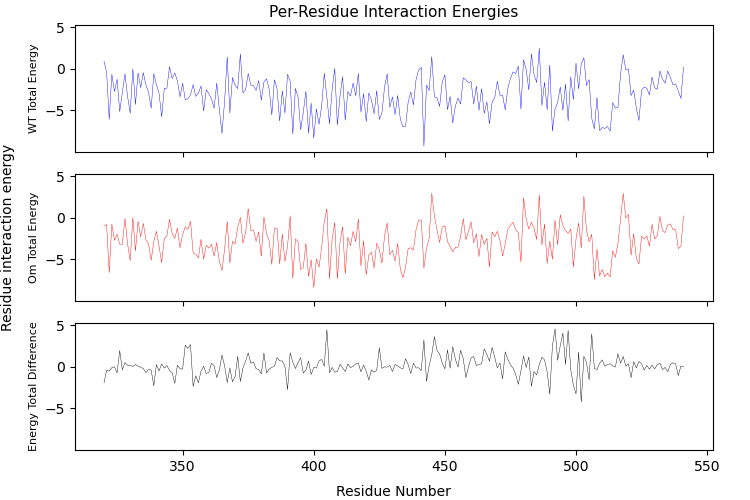 Per-Residue Interaction Energies
Residue interaction energy
WT Total Energy
5
0
−5
Om Total Energy
5
0
−5
Energy Total Difference
5
0
−5
350 400 450 500 550
Residue Number